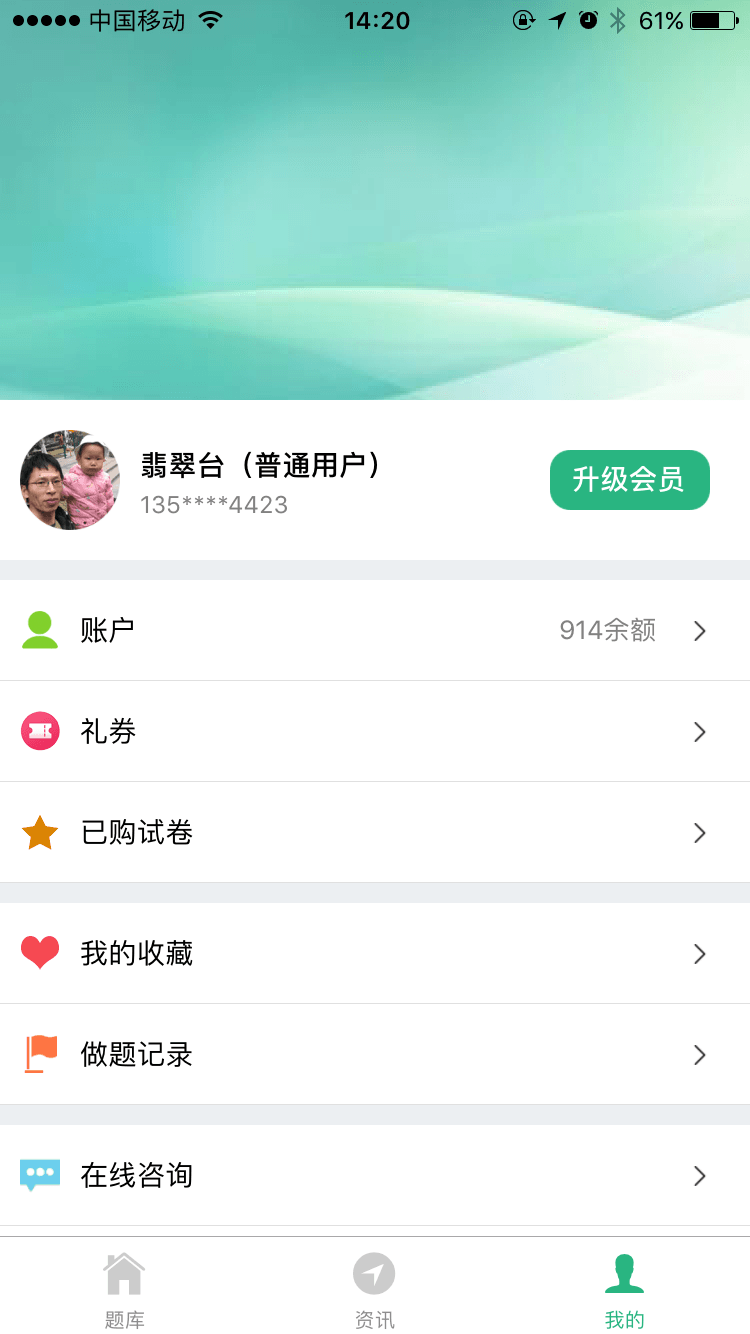 中国移动 14:20 61%
翡翠台（普通用户）
135****4423
升级会员
账户 914余额
礼券
已购试卷
我的收藏
做题记录
在线咨询
题库 资讯 我的